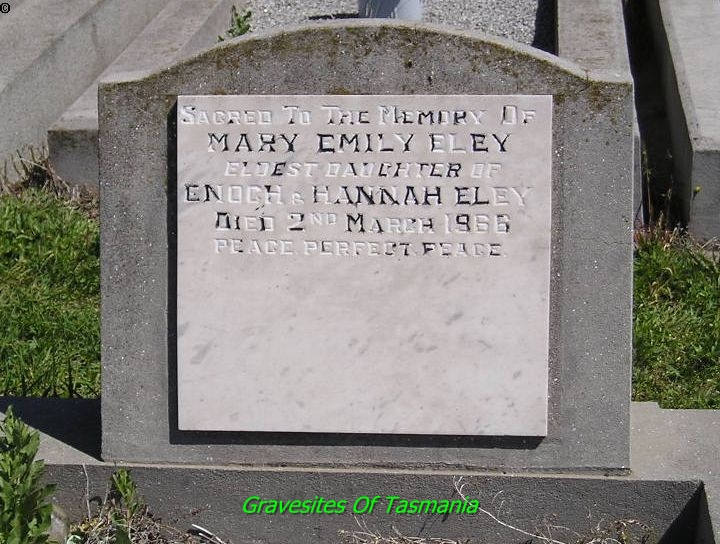 ©
Sacred To The Memory Of
MARY EMILY ELEY
ELDEST DAUGHTER OF
ENOCH & HANNAH ELEY
Died 2ND March 1966
PEACE. PERFECT. PEACE.
Gravesites Of Tasmania